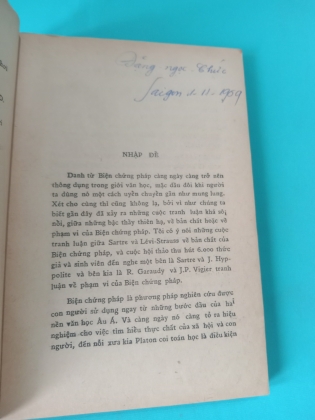 Đặng ngọc
Saigon 1-11-1969
NHẬP ĐỀ
Danh từ Biện chứng pháp càng ngày càng trở nên
thông dụng trong giới văn học, mặc dầu đôi khi người ta
dùng nó một cách uyển chuyển gần như mung lung.
Xét cho cùng thì cũng không lạ, bởi vì như chúng ta
biết gần đây đã xảy ra những cuộc tranh luận khá sôi
nổi, giữa những bậc thầy thiên hạ, về bản chất hoặc về
phạm vi của Biện chứng pháp. Tôi có ý nói những cuộc
tranh luận giữa Sartre và Lévi-Strauss về bản chất của
Biện chứng pháp, và cuộc hội thảo thu hút 6.000 thức
giả và sinh viên đến nghe một bên là Sartre và J. Hyp-
polite và bên kia là R. Garaudy và J.P. Vigier tranh
luận về phạm vi của Biện chứng pháp.
Biện chứng pháp là phương pháp nghiên cứu được
con người sử dụng ngay từ những bước đầu của hai
nền văn học Âu Á. Và càng ngày nó càng tỏ ra hiệu
nghiệm cho việc tìm hiểu thực chất của xã hội và con
người, đến nỗi xưa kia Platon coi toán học là điều kiện